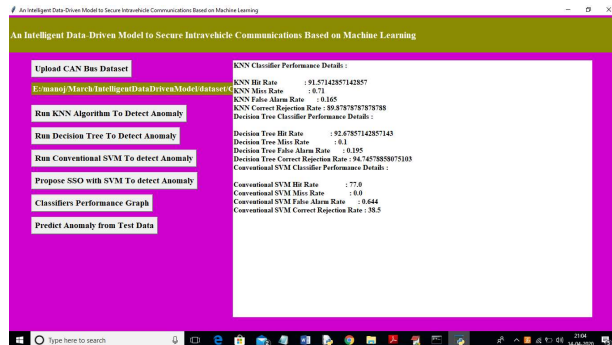 An Intelligent Data-Driven Model to Secure Intravehicle Communications Based on Machine Learning
An Intelligent Data-Driven Model to Secure Intravehicle Communications Based on Machine Learning
Upload CAN Bus Dataset
E:/manoj/March/IntelligentDataDrivenModel/dataset/C
Run KNN Algorithm To Detect Anomaly
Run Decision Tree To Detect Anomaly
Run Conventional SVM To detect Anomaly
Propose SSO with SVM To detect Anomaly
Classifiers Performance Graph
Predict Anomaly from Test Data
KNN Classifier Performance Details :
KNN Hit Rate : 91.57142857142857
KNN Miss Rate : 0.71
KNN False Alarm Rate : 0.165
KNN Correct Rejection Rate : 89.87878787878788
Decision Tree Classifier Performance Details :
Decision Tree Hit Rate : 92.67857142857143
Decision Tree Miss Rate : 0.1
Decision Tree False Alarm Rate : 0.195
Decision Tree Correct Rejection Rate : 94.74578858075103
Conventional SVM Classifier Performance Details :
Conventional SVM Hit Rate : 77.0
Conventional SVM Miss Rate : 0.0
Conventional SVM False Alarm Rate : 0.644
Conventional SVM Correct Rejection Rate : 38.5
Type here to search
21:04
14-04-2020